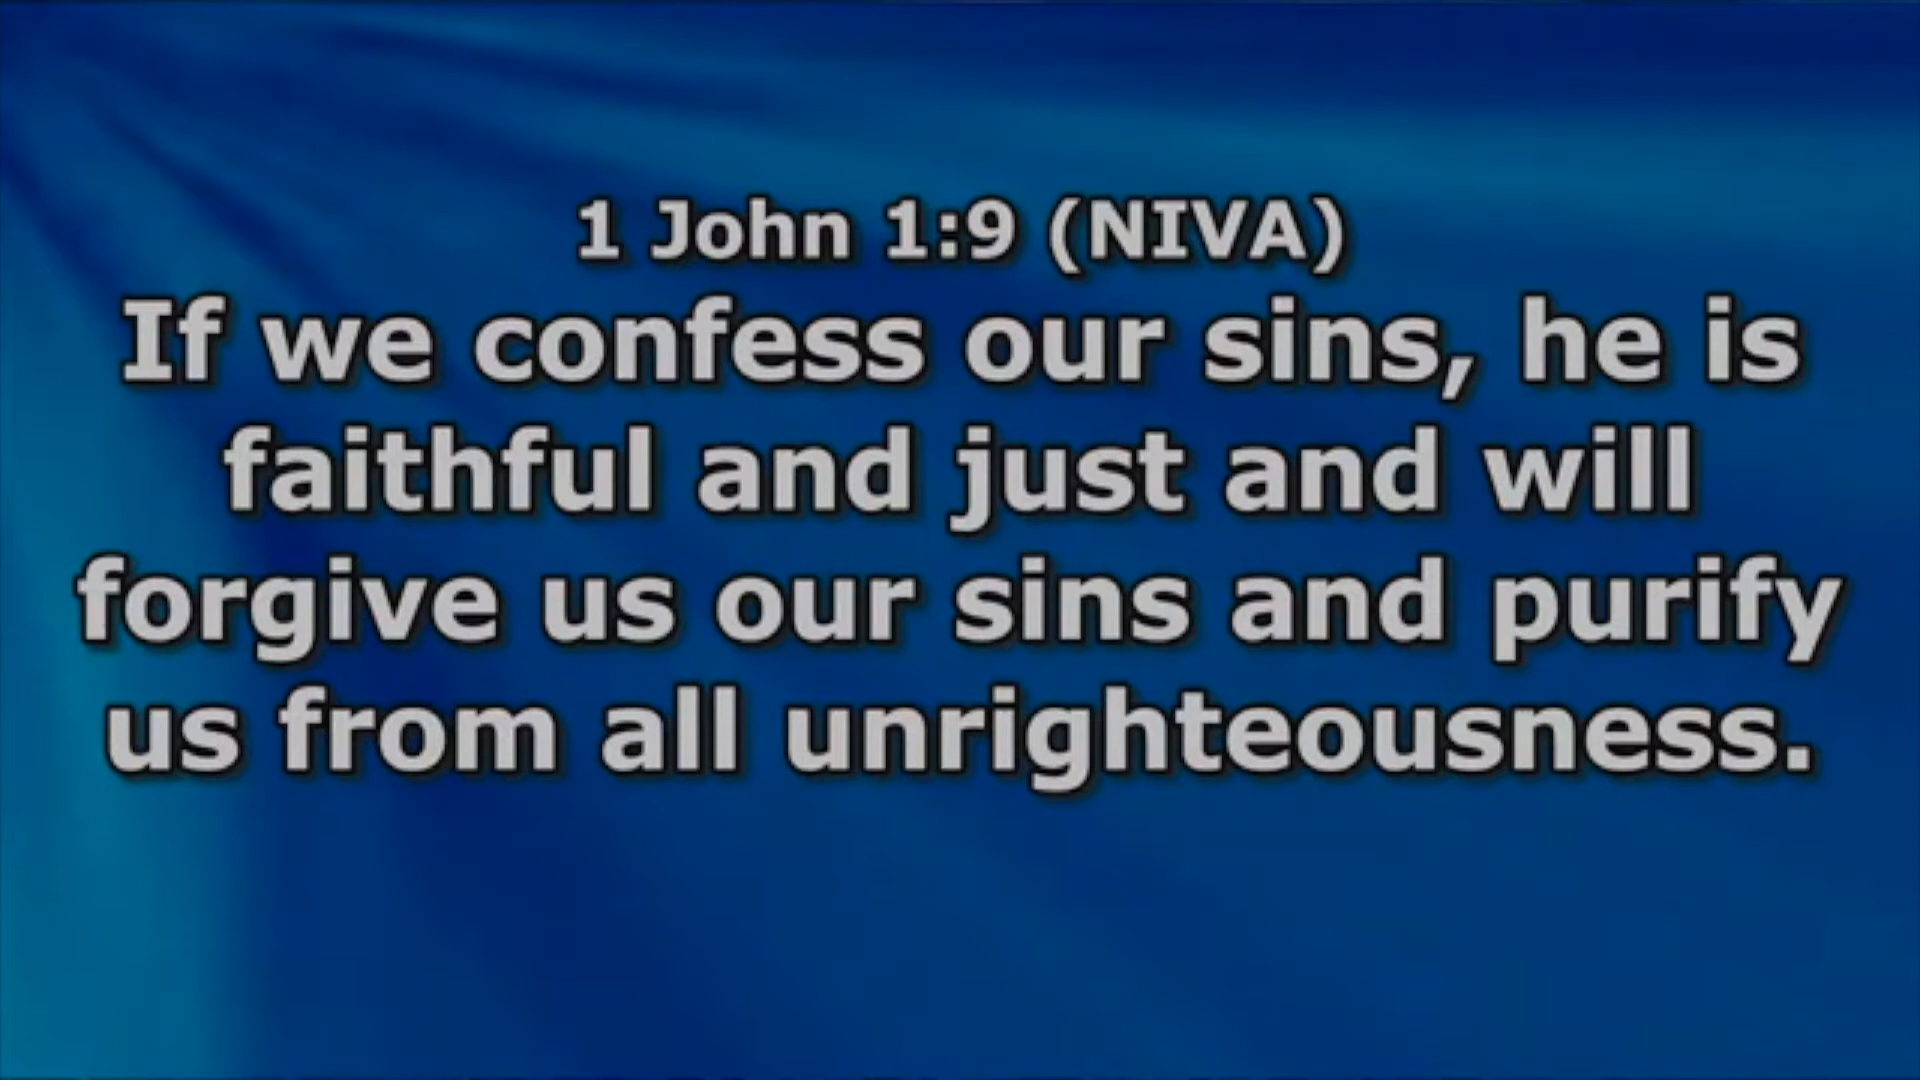 1 John 1:9 (NIVA)
If we confess our sins, he is
faithful and just and will
forgive us our sins and purify
us from all unrighteousness.